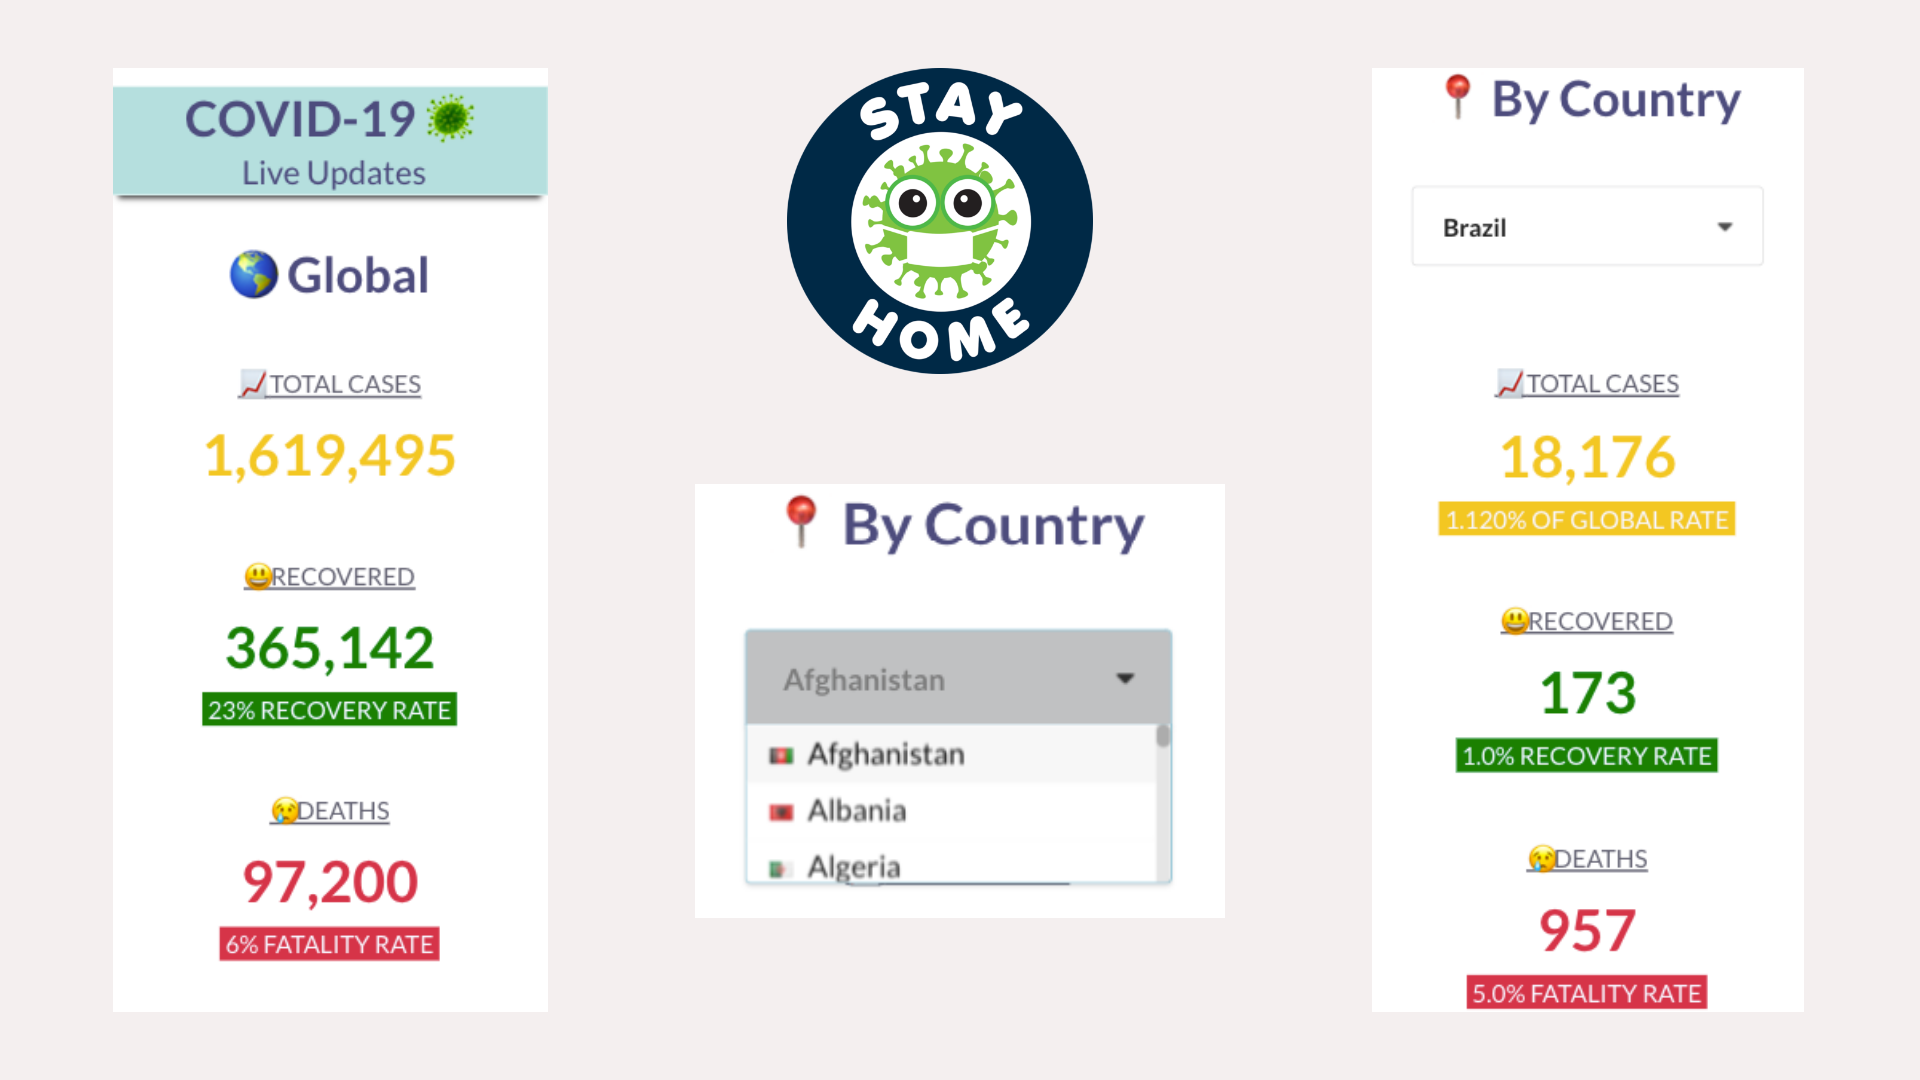 COVID-19
Live Updates
Global
TOTAL CASES
1,619,495
RECOVERED
365,142
23% RECOVERY RATE
DEATHS
97,200
6% FATALITY RATE
STAY
HOME
By Country
Afghanistan
Afghanistan
Albania
Algeria
By Country
Brazil
TOTAL CASES
18,176
1.120% OF GLOBAL RATE
RECOVERED
173
1.0% RECOVERY RATE
DEATHS
957
5.0% FATALITY RATE